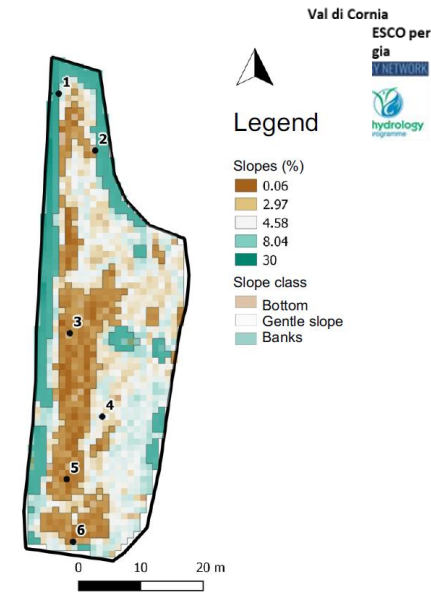 Val di Cornia
ESCO per
gia
Y NETWORK
hydrology
rogramme
Legend
Slopes (%)
0.06
2.97
4.58
8.04
30
Slope class
Bottom
Gentle slope
Banks
1
2
3
4
5
6
0 10 20 m